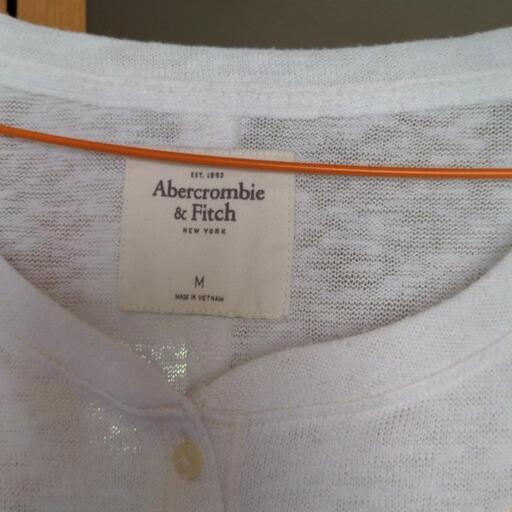 EST. 1892
Abercrombie
& Fitch
NEW YORK
M
MADE IN VIETNAM